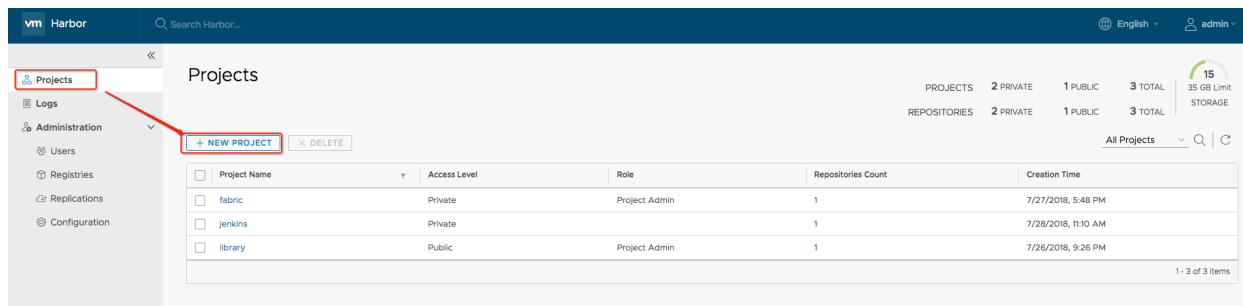 vm Harbor Search Harbor... English admin
Projects
Logs
Administration
Users
Registries
Replications
Configuration
Projects
PROJECTS 2 PRIVATE 1 PUBLIC 3 TOTAL
REPOSITORIES 2 PRIVATE 1 PUBLIC 3 TOTAL
15
35 GB Limit
STORAGE
+ NEW PROJECT × DELETE All Projects
Project Name Access Level Role Repositories Count Creation Time
fabric Private Project Admin 1 7/27/2018, 5:48 PM
jenkins Private 1 7/28/2018, 11:10 AM
library Public Project Admin 1 7/26/2018, 9:26 PM
1 - 3 of 3 items